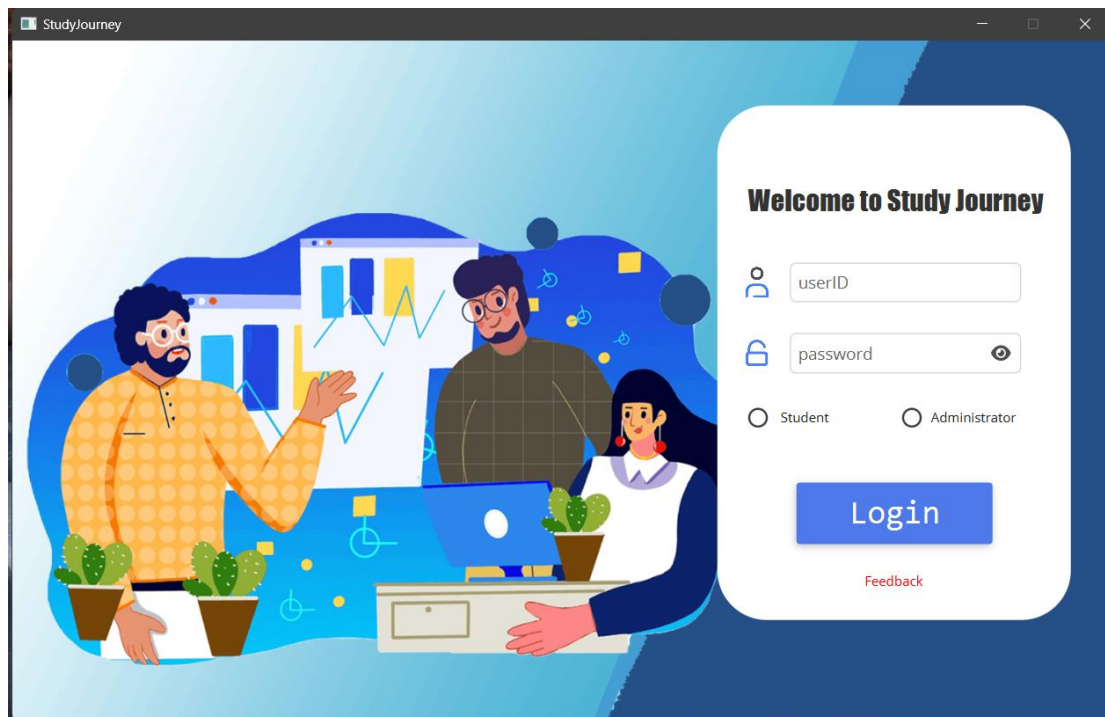 StudyJourney
Welcome to Study Journey
userID
password
Student
Administrator
Login
Feedback